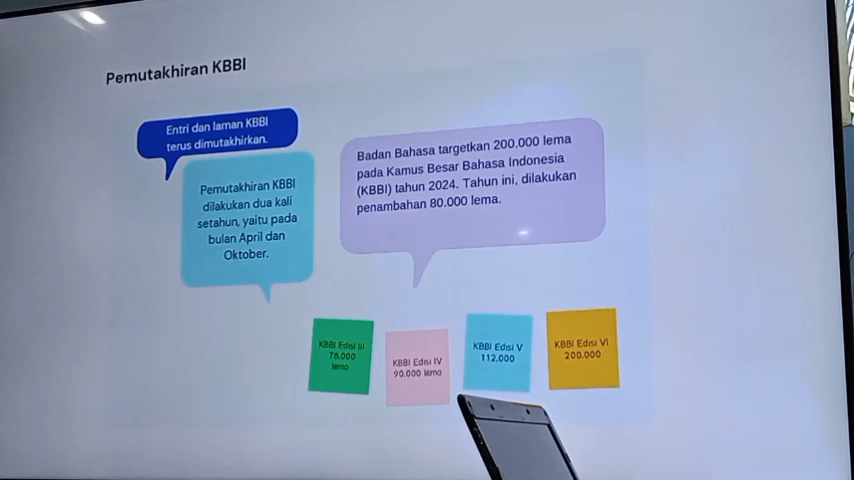 Pemutakhiran KBBI
Entri dan laman KBBI
terus dimutakhirkan.
Pemutakhiran KBBI
dilakukan dua kali
setahun, yaitu pada
bulan April dan
Oktober.
Badan Bahasa targetkan 200.000 lema
pada Kamus Besar Bahasa Indonesia
(KBBI) tahun 2024. Tahun ini, dilakukan
penambahan 80.000 lema.
KBBI Edisi III
78.000
lema
KBBI Edisi IV
90.000 lema
KBBI Edisi V
112.000
KBBI Edisi VI
200.000